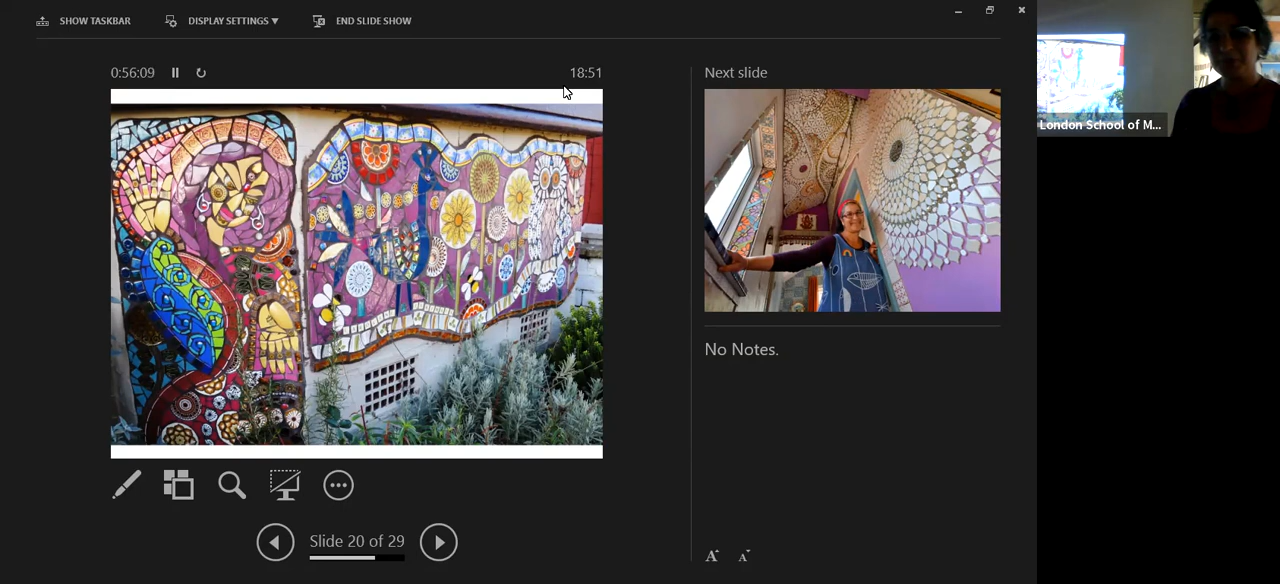 SHOW TASKBAR
DISPLAY SETTINGS ▼
END SLIDE SHOW
0:56:09
18:51
Next slide
London School of M...
No Notes.
Slide 20 of 29
A A